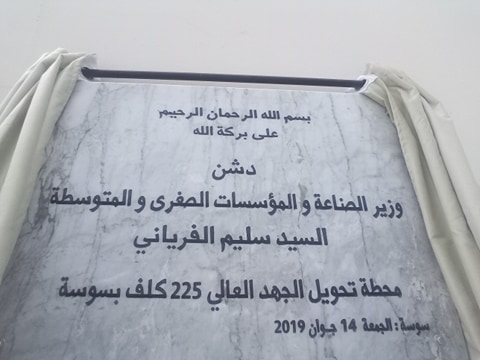 بسم الله الرحمان الرحيم
على بركة الله
دشن
وزير الصناعة و المؤسسات الصغرى و المتوسطة
السيد سليم الفرياني
محطة تحويل الجهد العالي 225 كلف بسوسة
سوسة : الجمعة 14 جوان 2019